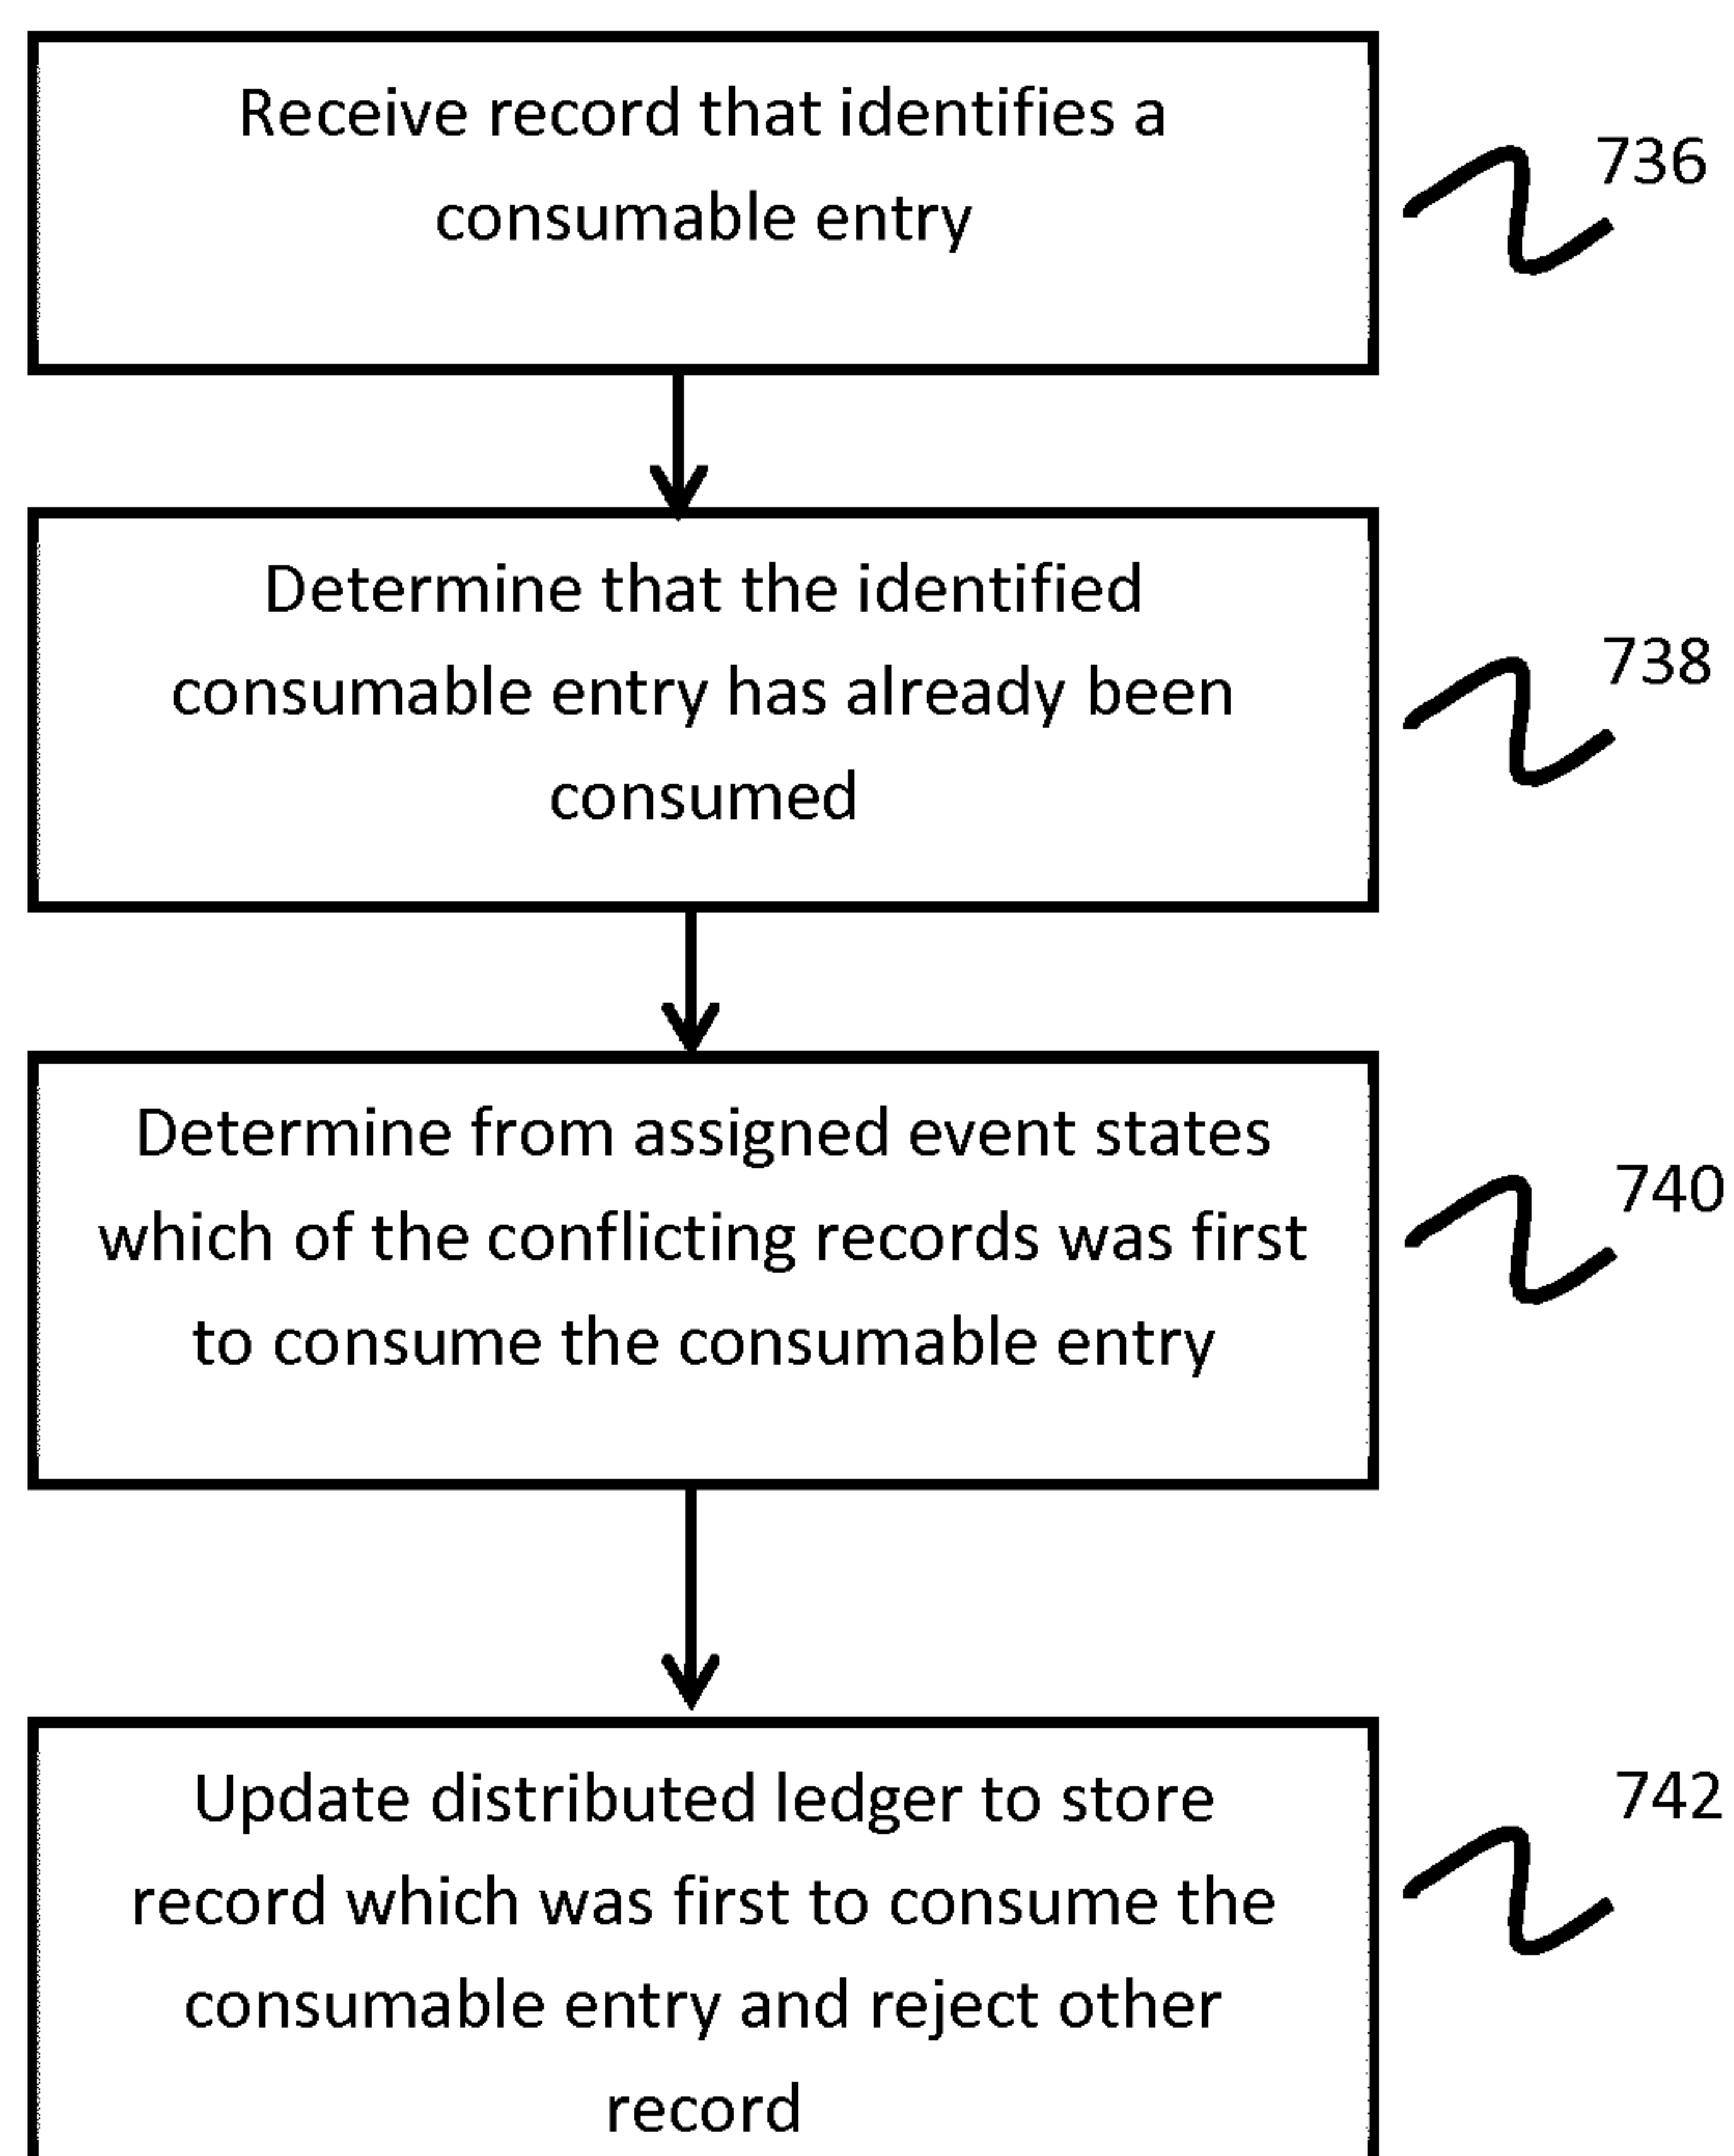 Receive record that identifies a
consumable entry
736
Determine that the identified
consumable entry has already been
consumed
738
Determine from assigned event states
which of the conflicting records was first
to consume the consumable entry
740
Update distributed ledger to store
record which was first to consume the
consumable entry and reject other
record
742